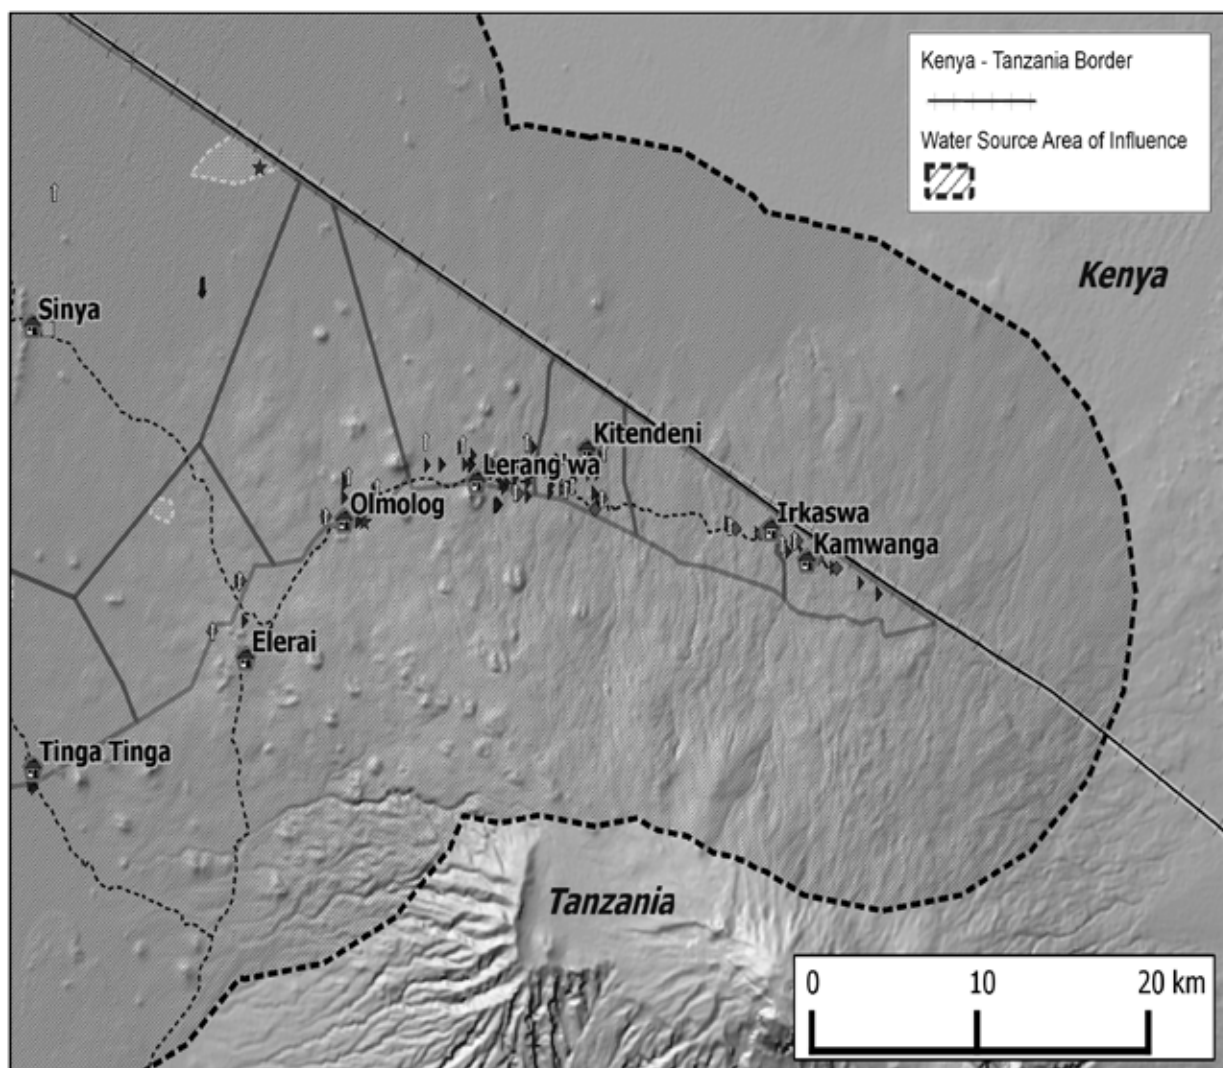 Kenya - Tanzania Border
Water Source Area of Influence
Kenya
Sinya
Kitendeni
Lerang'wa
Olmolog
Irkaswa
Kamwanga
Elerai
Tinga Tinga
Tanzania
0 10 20 km